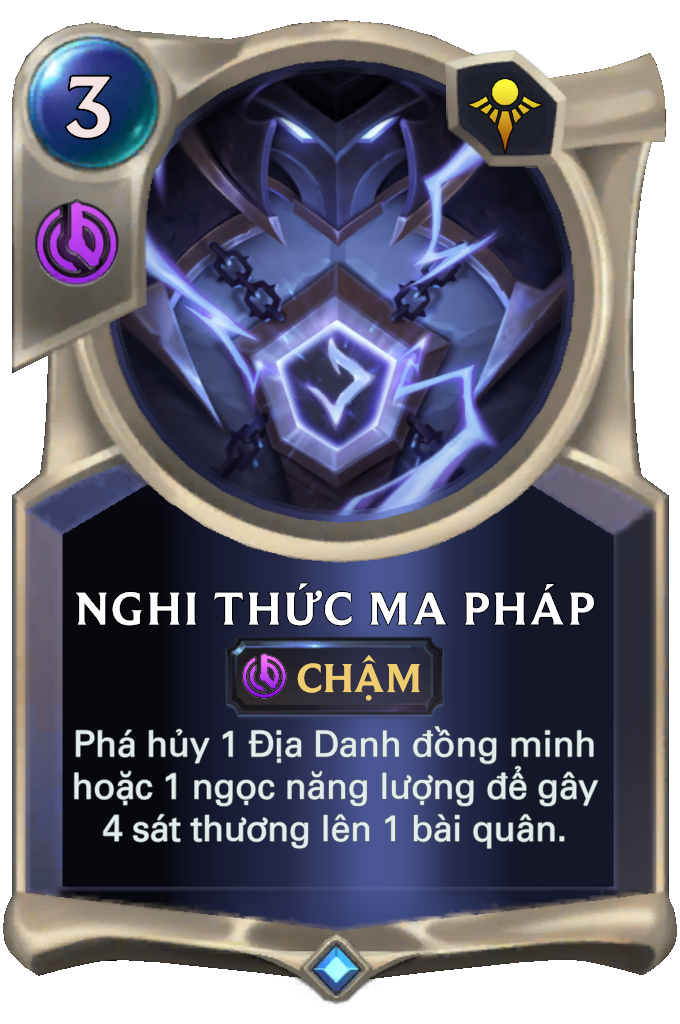 3
NGHI THỨC MA PHÁP
CHẬM
Phá hủy 1 Địa Danh đồng minh
hoặc 1 ngọc năng lượng để gây
4 sát thương lên 1 bài quân.